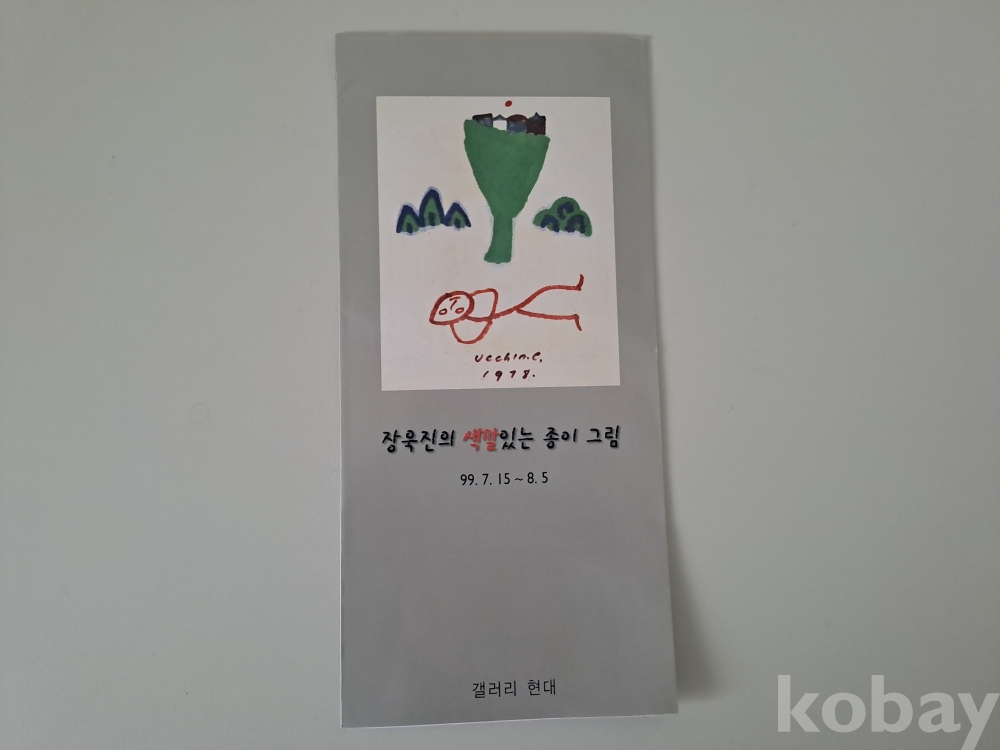 ucchin.c.
1978.
장욱진의 색깔있는 종이 그림
99. 7. 15 ~ 8. 5
갤러리 현대
kobay